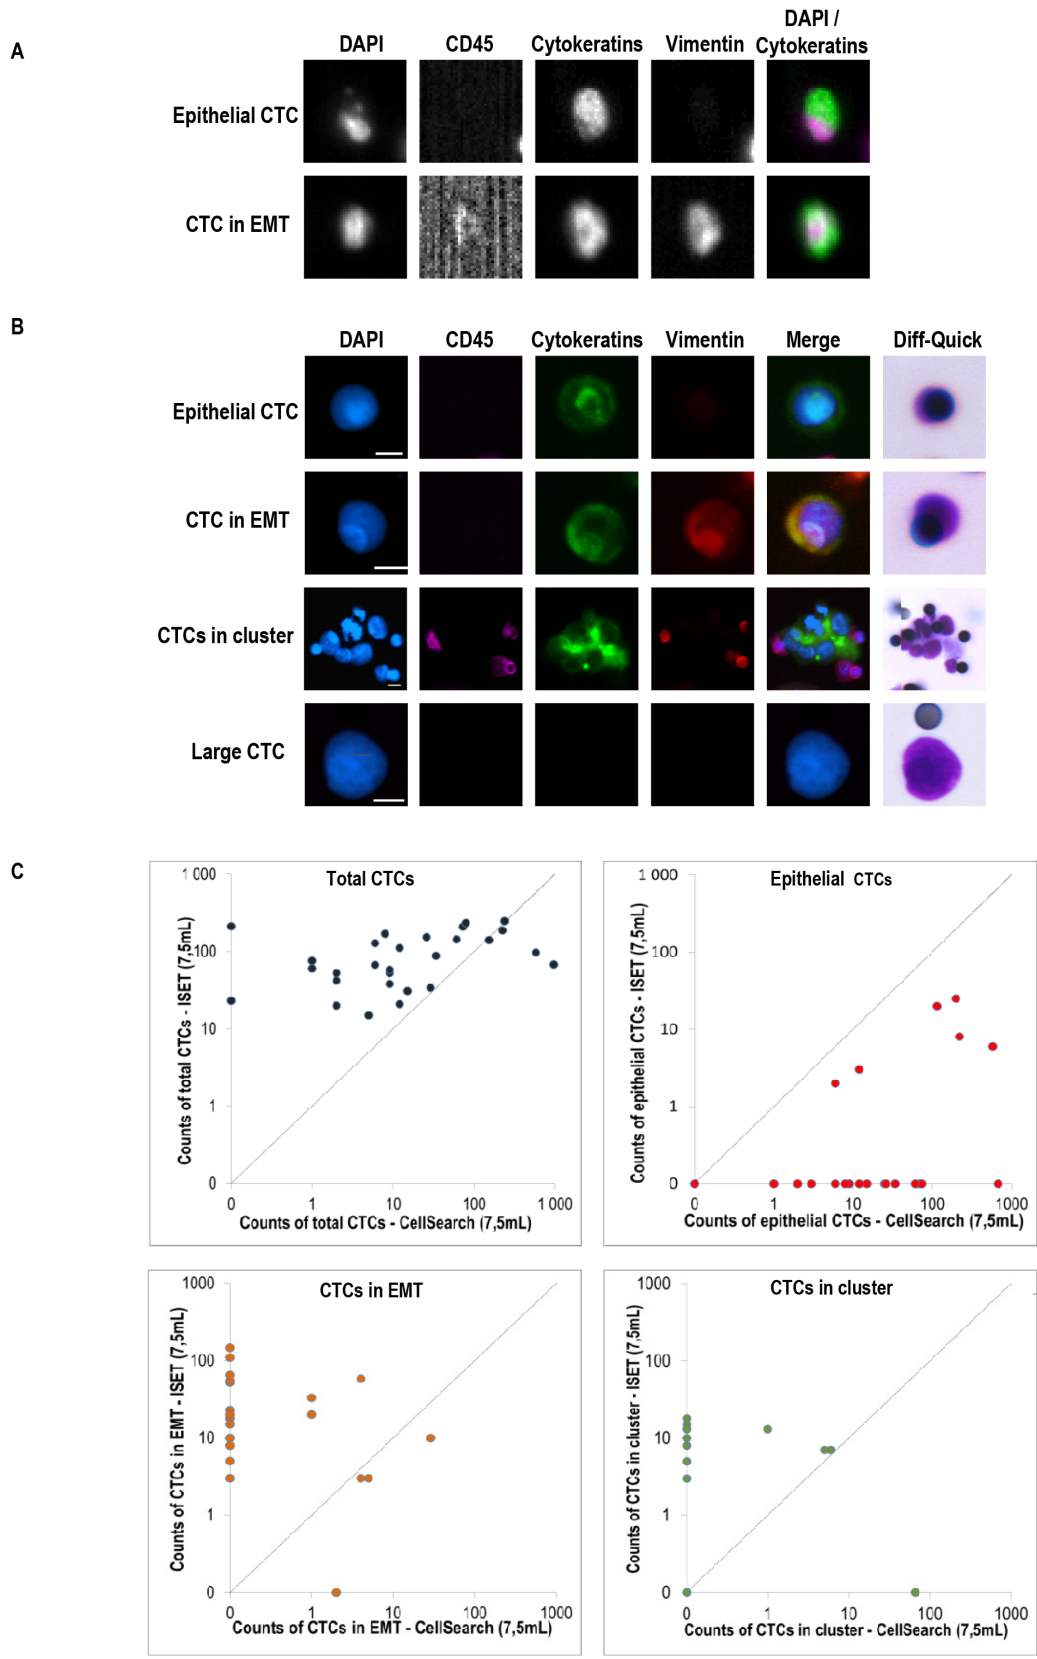 A
DAPI CD45 Cytokeratins Vimentin DAPI / Cytokeratins
Epithelial CTC
CTC in EMT
B
DAPI CD45 Cytokeratins Vimentin Merge Diff-Quick
Epithelial CTC
CTC in EMT
CTCs in cluster
Large CTC
C
Total CTCs
Counts of total CTCs - ISET (7,5mL)
1 000
100
10
1
0
0 1 10 100 1 000
Counts of total CTCs - CellSearch (7,5mL)
Epithelial CTCs
Counts of epithelial CTCs - ISET (7,5mL)
1 000
100
10
1
0
0 1 10 100 1000
Counts of epithelial CTCs - CellSearch (7,5mL)
CTCs in EMT
Counts of CTCs in EMT - ISET (7,5mL)
1000
100
10
1
0
0 1 10 100 1000
Counts of CTCs in EMT - CellSearch (7,5mL)
CTCs in cluster
Counts of CTCs in cluster - ISET (7,5mL)
1000
100
10
1
0
0 1 10 100 1000
Counts of CTCs in cluster - CellSearch (7,5mL)